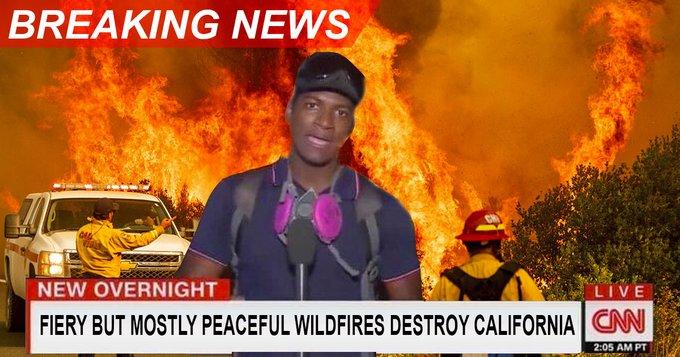 BREAKING NEWS
NEW OVERNIGHT
FIERY BUT MOSTLY PEACEFUL WILDFIRES DESTROY CALIFORNIA
LIVE
CNN
2:05 AM PT